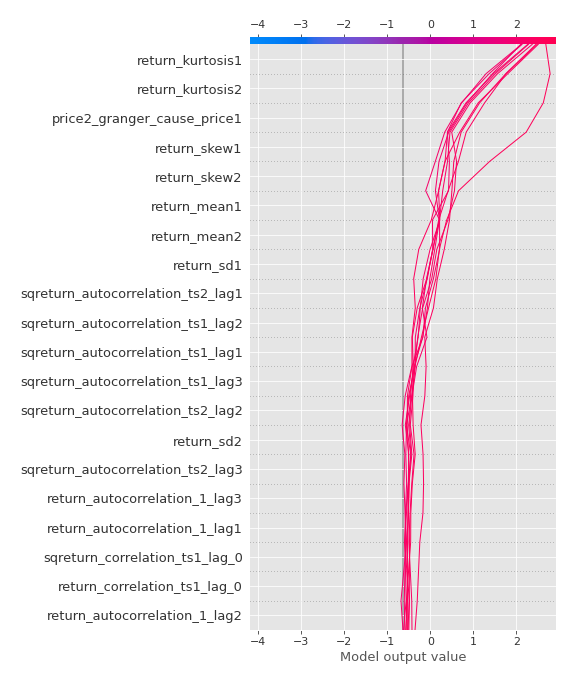 −4 −3 −2 −1 0 1 2
return_kurtosis1
return_kurtosis2
price2_granger_cause_price1
return_skew1
return_skew2
return_mean1
return_mean2
return_sd1
sqreturn_autocorrelation_ts2_lag1
sqreturn_autocorrelation_ts1_lag2
sqreturn_autocorrelation_ts1_lag1
sqreturn_autocorrelation_ts1_lag3
sqreturn_autocorrelation_ts2_lag2
return_sd2
sqreturn_autocorrelation_ts2_lag3
return_autocorrelation_1_lag3
return_autocorrelation_1_lag1
sqreturn_correlation_ts1_lag_0
return_correlation_ts1_lag_0
return_autocorrelation_1_lag2
−4 −3 −2 −1 0 1 2
Model output value